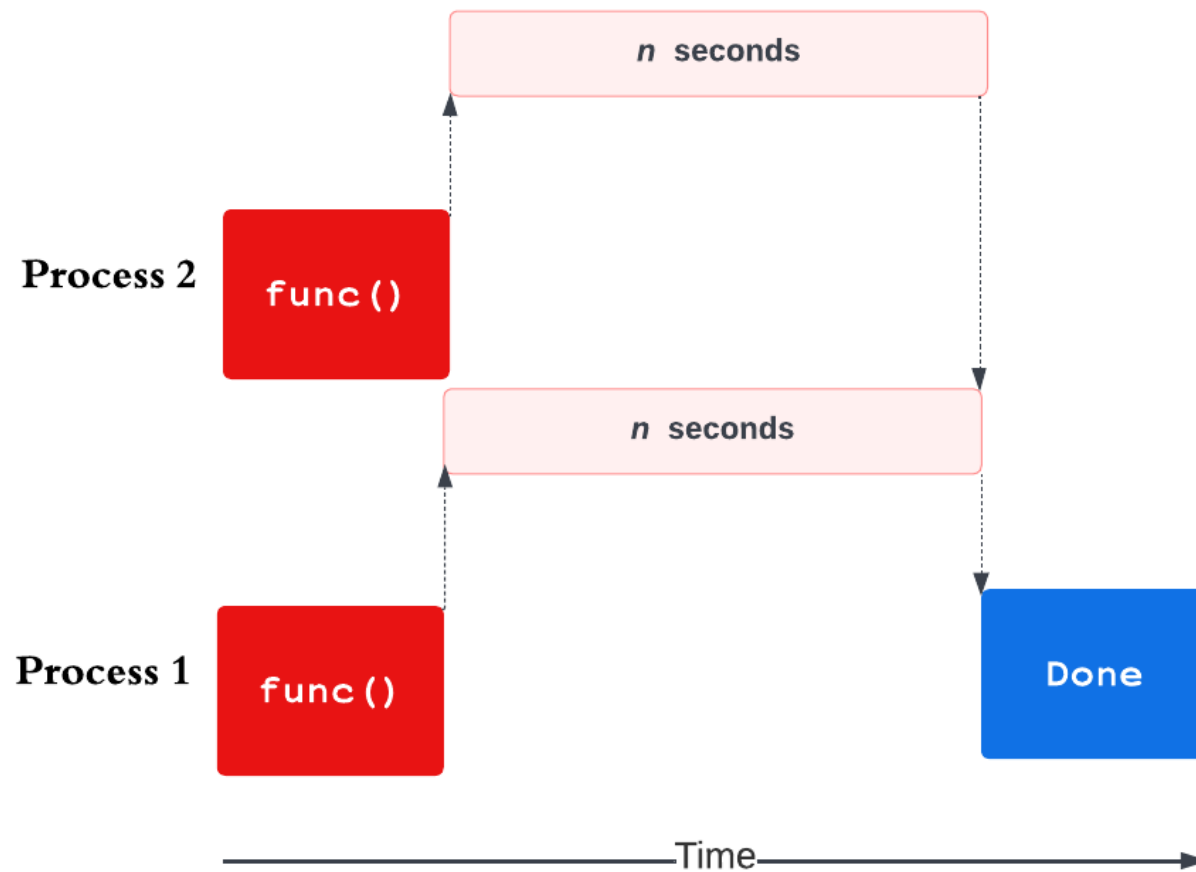 n seconds
Process 2
func()
n seconds
Process 1
func()
Done
Time